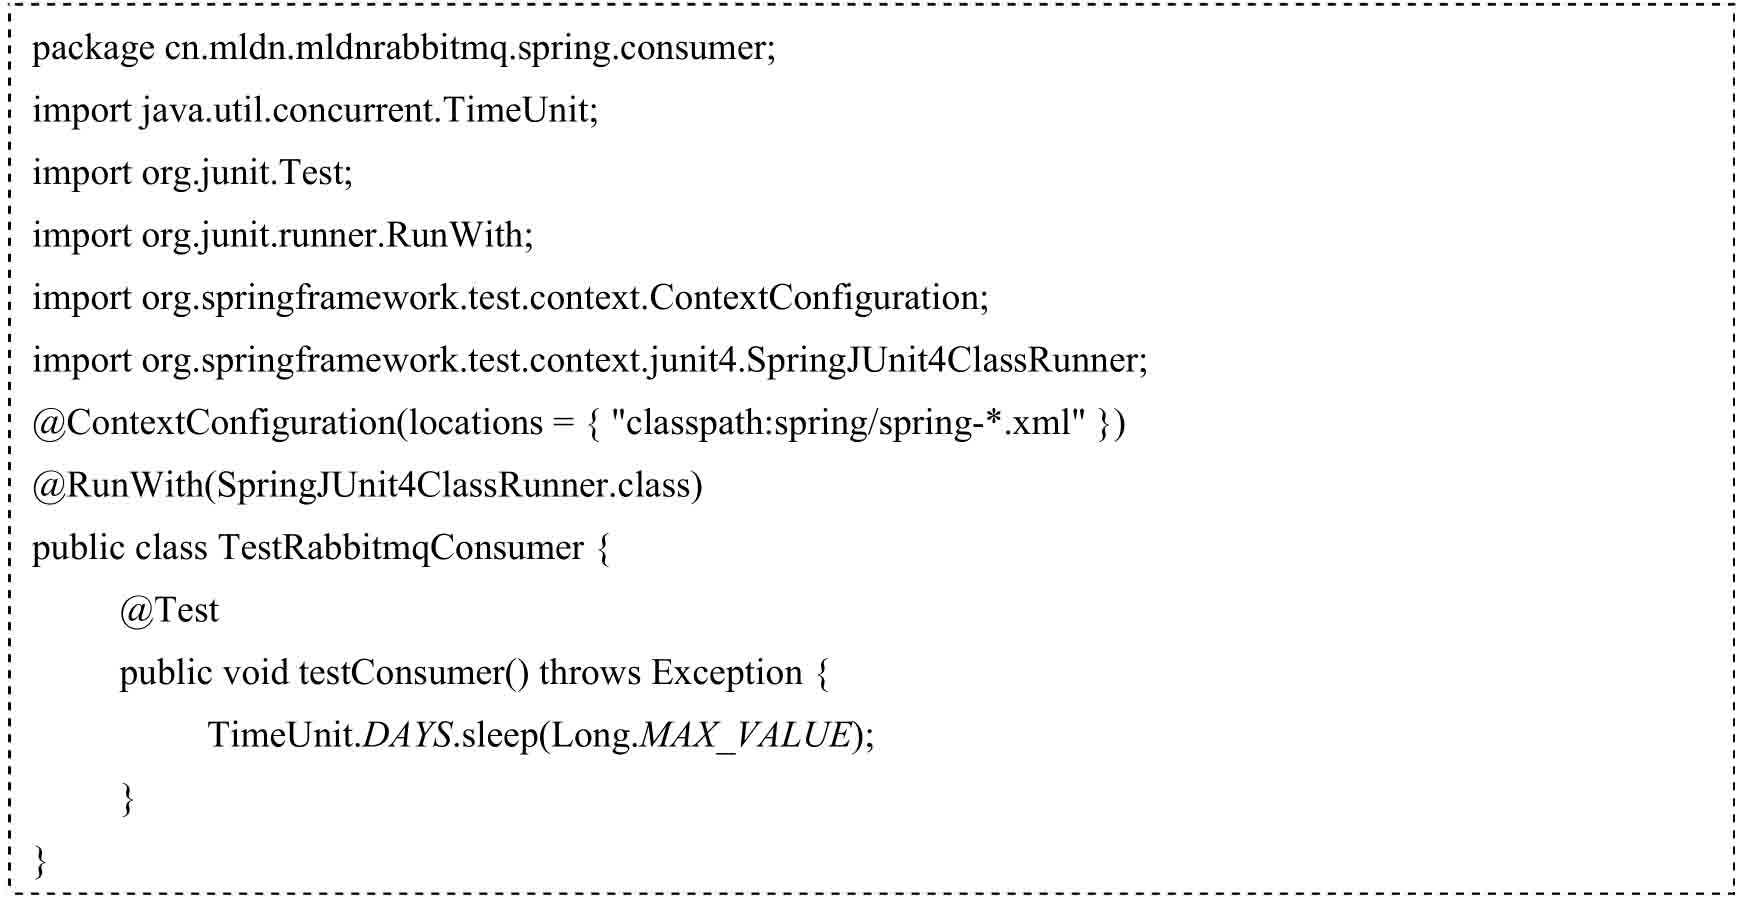 package cn.mldn.mldnrabbitmq.spring.consumer;
import java.util.concurrent.TimeUnit;
import org.junit.Test;
import org.junit.runner.RunWith;
import org.springframework.test.context.ContextConfiguration;
import org.springframework.test.context.junit4.SpringJUnit4ClassRunner;
@ContextConfiguration(locations = { "classpath:spring/spring-*.xml" })
@RunWith(SpringJUnit4ClassRunner.class)
public class TestRabbitmqConsumer {
@Test
public void testConsumer() throws Exception {
TimeUnit.DAYS.sleep(Long.MAX_VALUE);
}
}